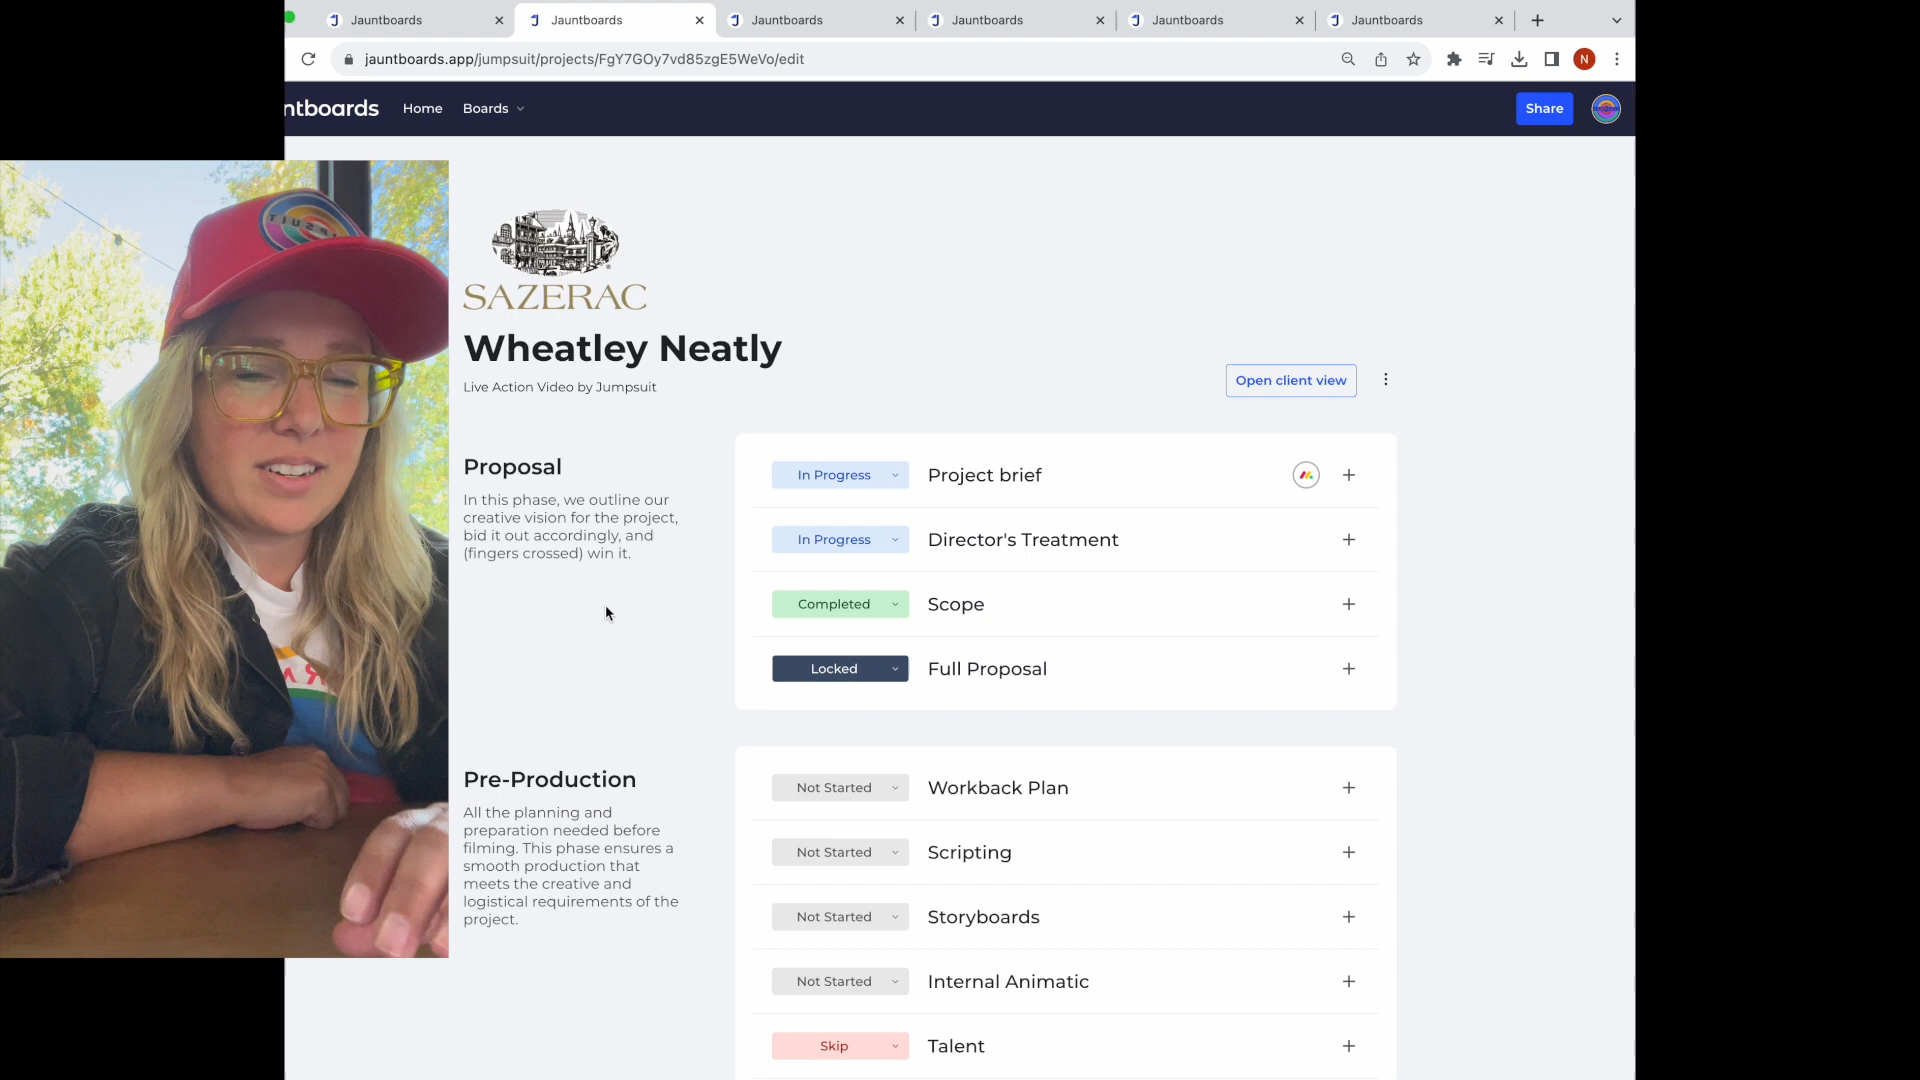 Jauntboards
Jauntboards
Jauntboards
Jauntboards
Jauntboards
Jauntboards
jauntboards.app/jumpsuit/projects/FgY7GOy7vd85zgE5WeVo/edit
N
ntboards
Home
Boards
Share
SAZERAC
Wheatley Neatly
Live Action Video by Jumpsuit
Open client view
Proposal
In this phase, we outline our
creative vision for the project,
bid it out accordingly, and
(fingers crossed) win it.
In Progress
Project brief
In Progress
Director's Treatment
Completed
Scope
Locked
Full Proposal
Pre-Production
All the planning and
preparation needed before
filming. This phase ensures a
smooth production that
meets the creative and
logistical requirements of the
project.
Not Started
Workback Plan
Not Started
Scripting
Not Started
Storyboards
Not Started
Internal Animatic
Skip
Talent